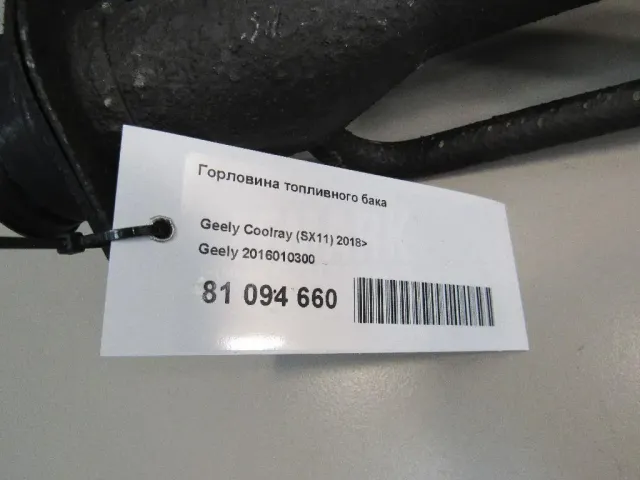 Горловина топливного бака
Geely Coolray (SX11) 2018>
Geely 2016010300
81 094 660